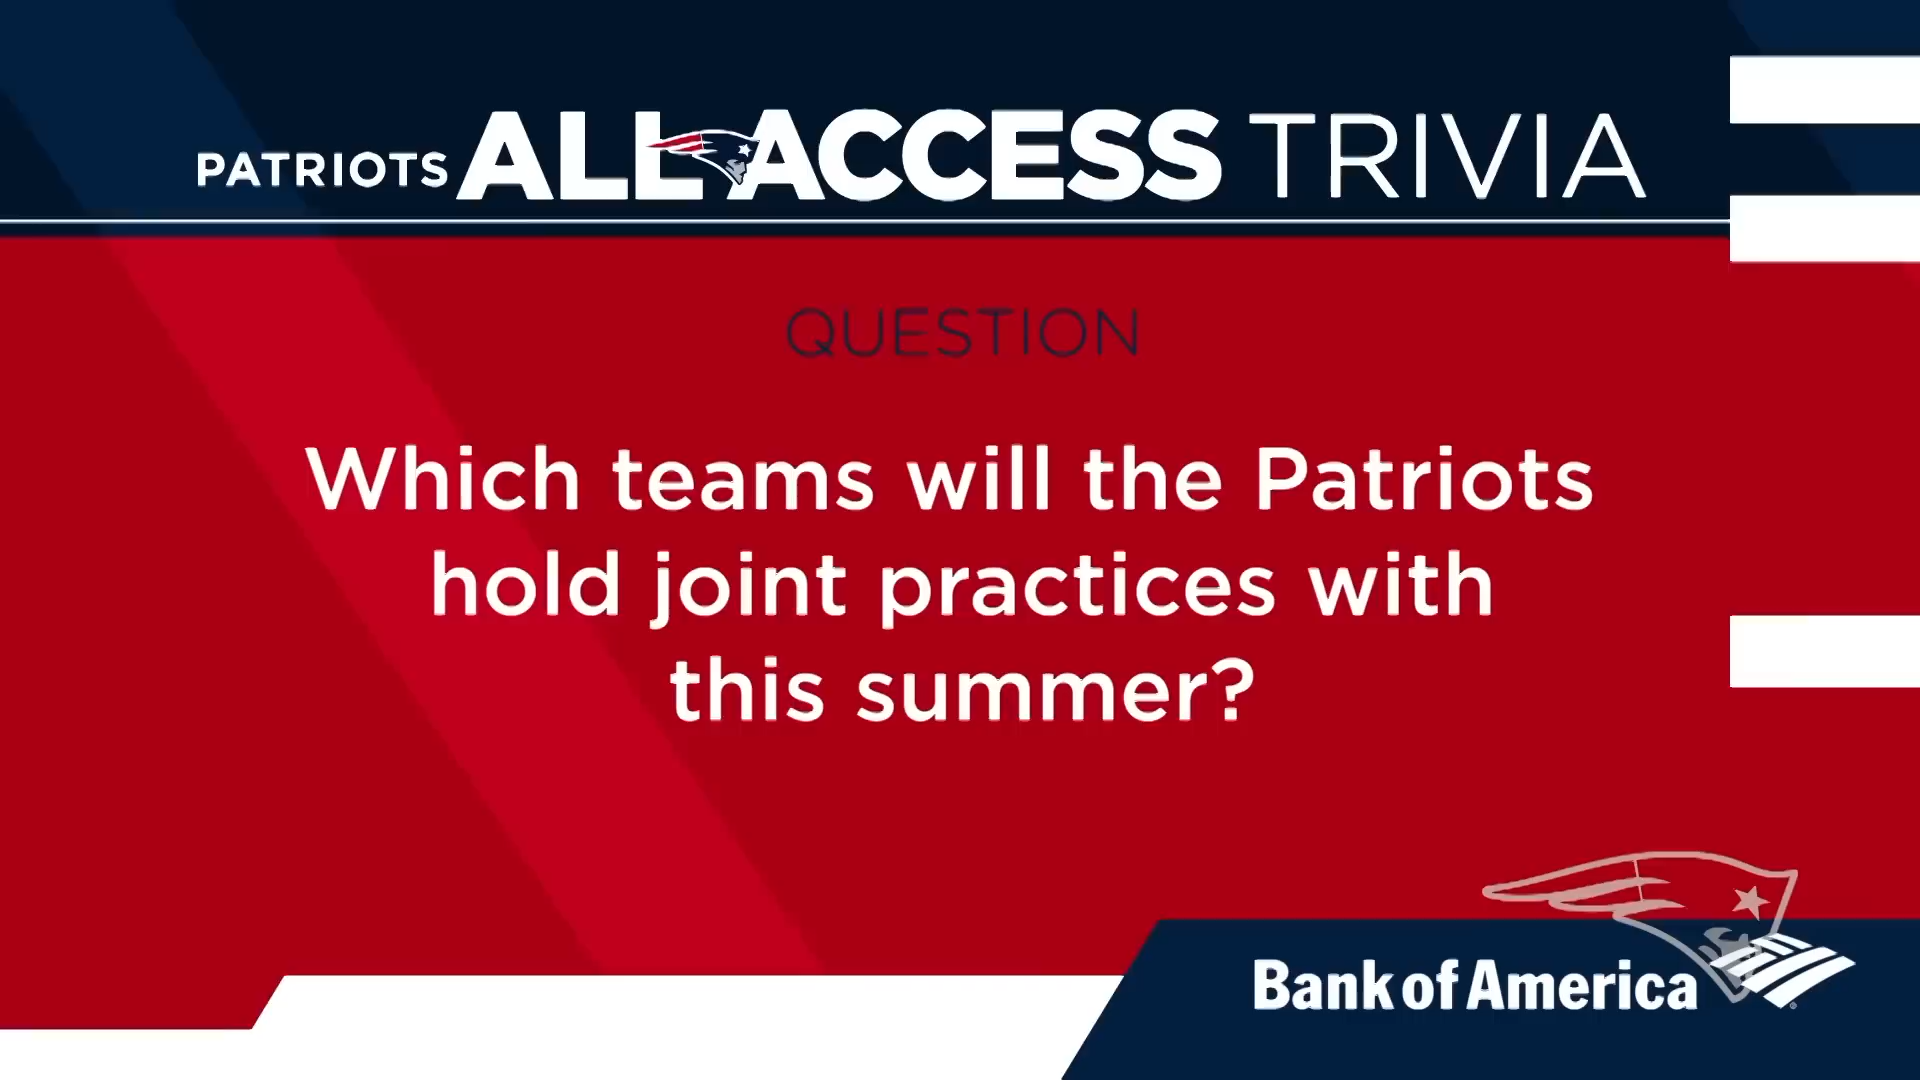 PATRIOTS ALL ACCESS TRIVIA
QUESTION
Which teams will the Patriots
hold joint practices with
this summer?
Bank of America